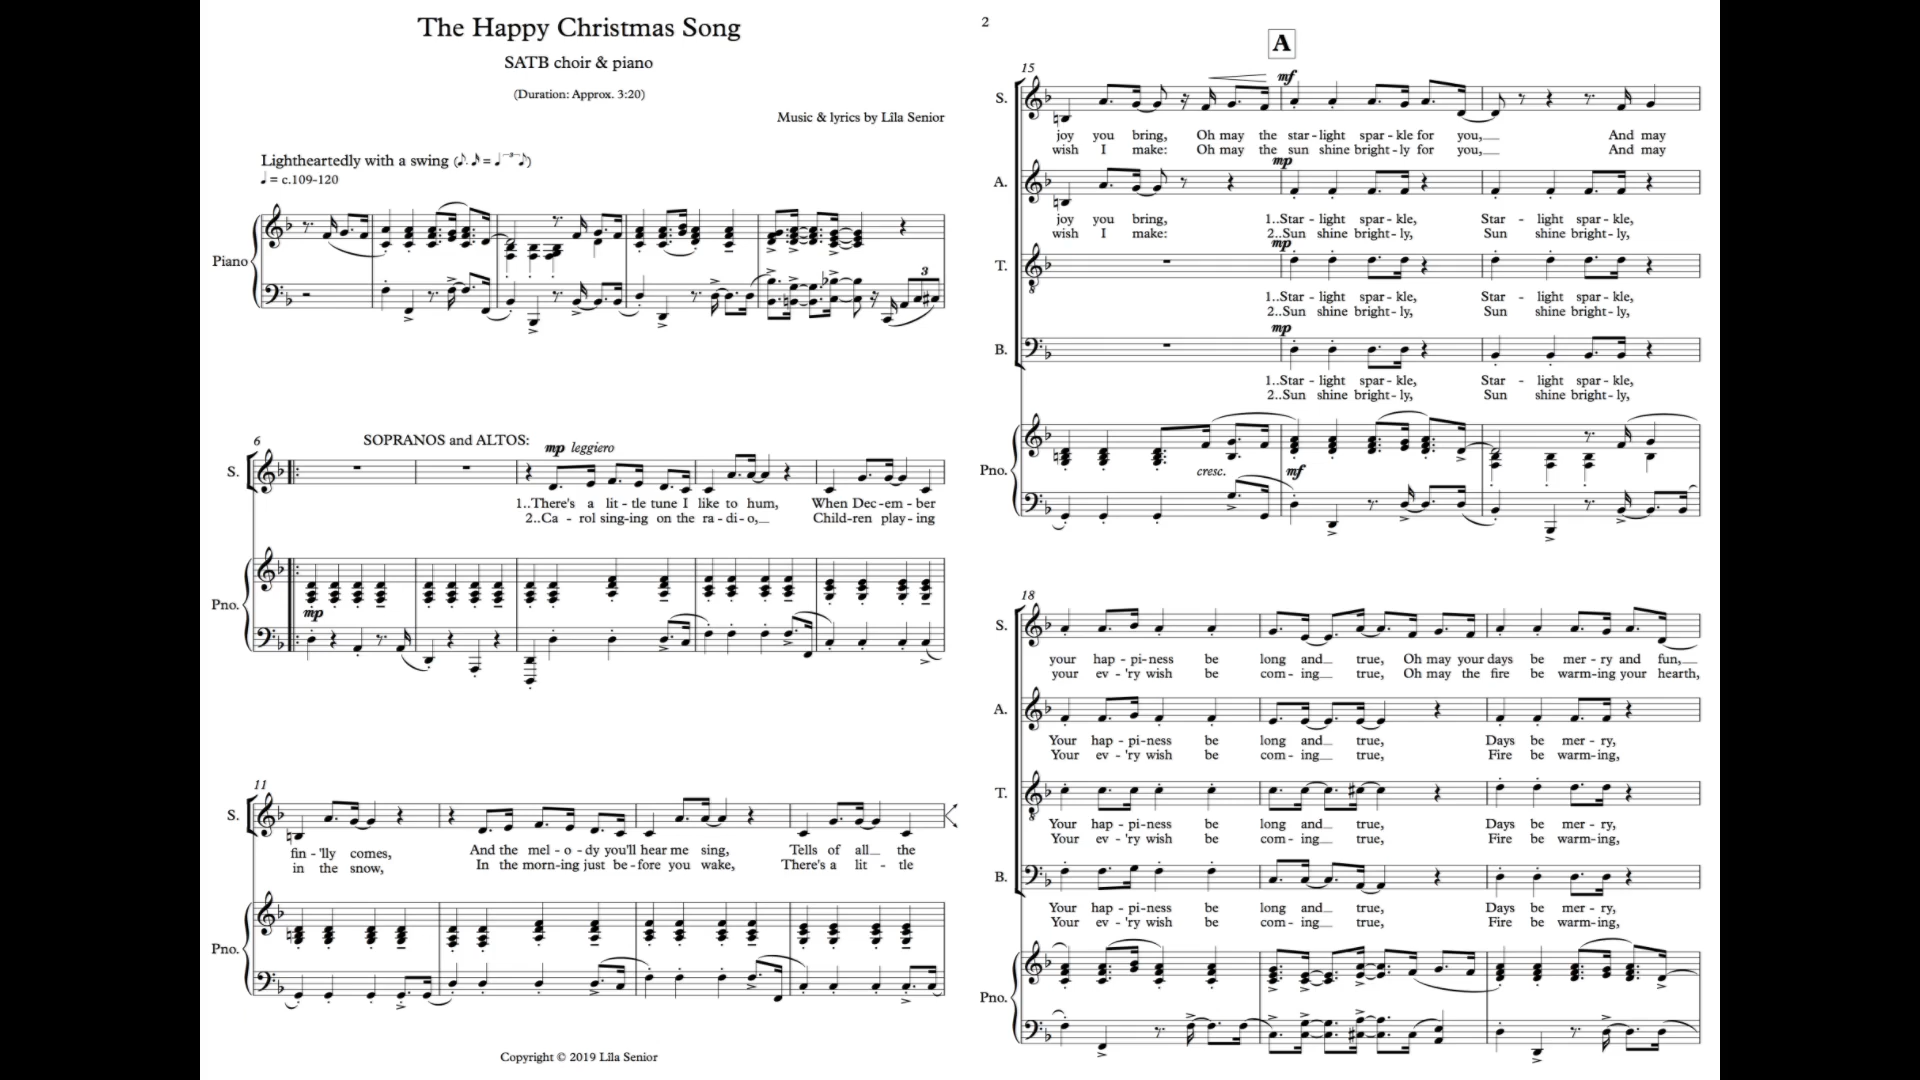 The Happy Christmas Song
SATB choir & piano
(Duration: Approx. 3:20)
Music & lyrics by Lila Senior
Lightheartedly with a swing
♩ = c.109-120
Piano
3
6
SOPRANOS and ALTOS:
mp leggiero
S.
1..There's a lit - tle tune I like to hum, When Dec - em - ber
2..Ca - rol sing-ing on the ra - di - o, Child-ren play - ing
Pno.
mp
11
S.
fin - 'lly comes, And the mel - o - dy you'll hear me sing, Tells of all the
in the snow, In the morn-ing just be - fore you wake, There's a lit - tle
Pno.
Copyright © 2019 Lila Senior
2
A
15
mf
S.
joy you bring, Oh may the star - light spar - kle for you, And may
wish I make: Oh may the sun shine bright - ly for you, And may
mp
A.
joy you bring, 1..Star - light spar - kle, Star - light spar - kle,
wish I make: 2..Sun shine bright - ly, Sun shine bright - ly,
mp
T.
1..Star - light spar - kle, Star - light spar - kle,
2..Sun shine bright - ly, Sun shine bright - ly,
mp
B.
1..Star - light spar - kle, Star - light spar - kle,
2..Sun shine bright - ly, Sun shine bright - ly,
Pno.
cresc. mf
18
S.
your hap - pi - ness be long and true, Oh may your days be mer - ry and fun,
your ev - 'ry wish be com - ing true, Oh may the fire be warm-ing your hearth,
A.
Your hap - pi - ness be long and true, Days be mer - ry,
Your ev - 'ry wish be com - ing true, Fire be warm-ing,
T.
Your hap - pi - ness be long and true, Days be mer - ry,
Your ev - 'ry wish be com - ing true, Fire be warm-ing,
B.
Your hap - pi - ness be long and true, Days be mer - ry,
Your ev - 'ry wish be com - ing true, Fire be warm-ing,
Pno.